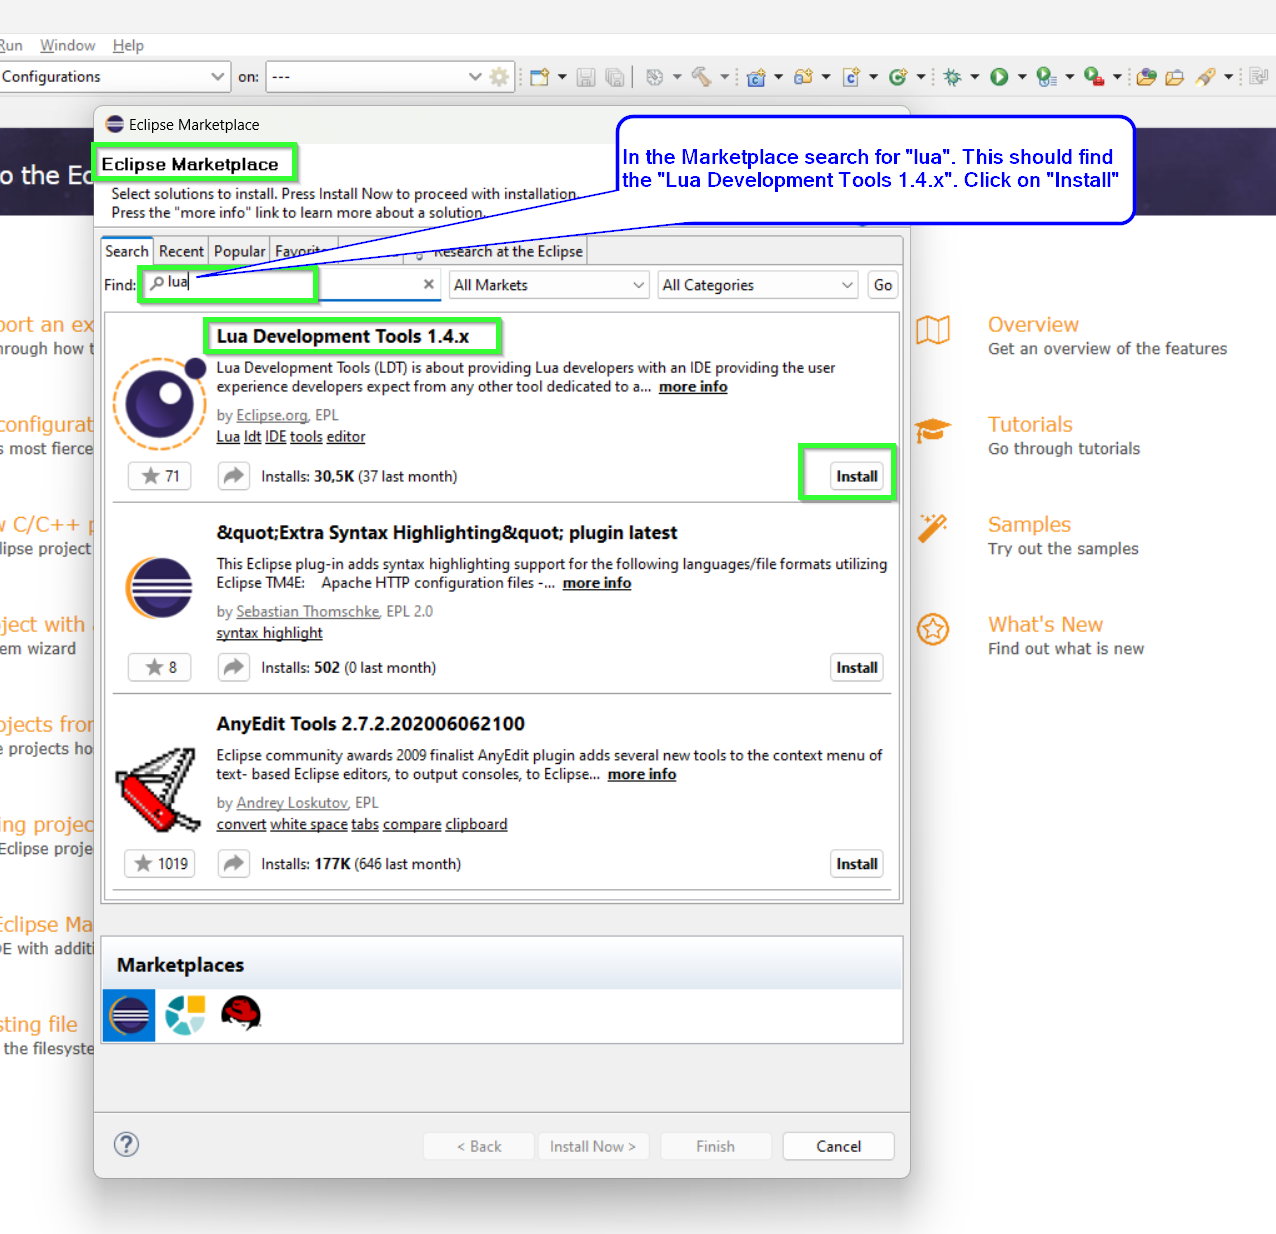 Run Window Help
Configurations on: ---
Eclipse Marketplace
Eclipse Marketplace
In the Marketplace search for "lua". This should find
the "Lua Development Tools 1.4.x". Click on "Install"
Select solutions to install. Press Install Now to proceed with installation.
Press the "more info" link to learn more about a solution.
Search Recent Popular Favorite Research at the Eclipse
Find: lua All Markets All Categories Go
Lua Development Tools 1.4.x
Lua Development Tools (LDT) is about providing Lua developers with an IDE providing the user
experience developers expect from any other tool dedicated to a... more info
by Eclipse.org, EPL
Lua ldt IDE tools editor
71 Installs: 30,5K (37 last month) Install
&quot;Extra Syntax Highlighting&quot; plugin latest
This Eclipse plug-in adds syntax highlighting support for the following languages/file formats utilizing
Eclipse TM4E: Apache HTTP configuration files -... more info
by Sebastian Thomschke, EPL 2.0
syntax highlight
8 Installs: 502 (0 last month) Install
AnyEdit Tools 2.7.2.202006062100
Eclipse community awards 2009 finalist AnyEdit plugin adds several new tools to the context menu of
text- based Eclipse editors, to output consoles, to Eclipse... more info
by Andrey Loskutov, EPL
convert white space tabs compare clipboard
1019 Installs: 177K (646 last month) Install
Marketplaces
< Back Install Now > Finish Cancel
o the Ec
port an ex
hrough how t
configurat
s most fierce
w C/C++ p
lipse project
ject with
em wizard
ojects from
e projects ho
ing projec
Eclipse proje
Eclipse Ma
DE with additi
sting file
the filesyste
Overview
Get an overview of the features
Tutorials
Go through tutorials
Samples
Try out the samples
What's New
Find out what is new